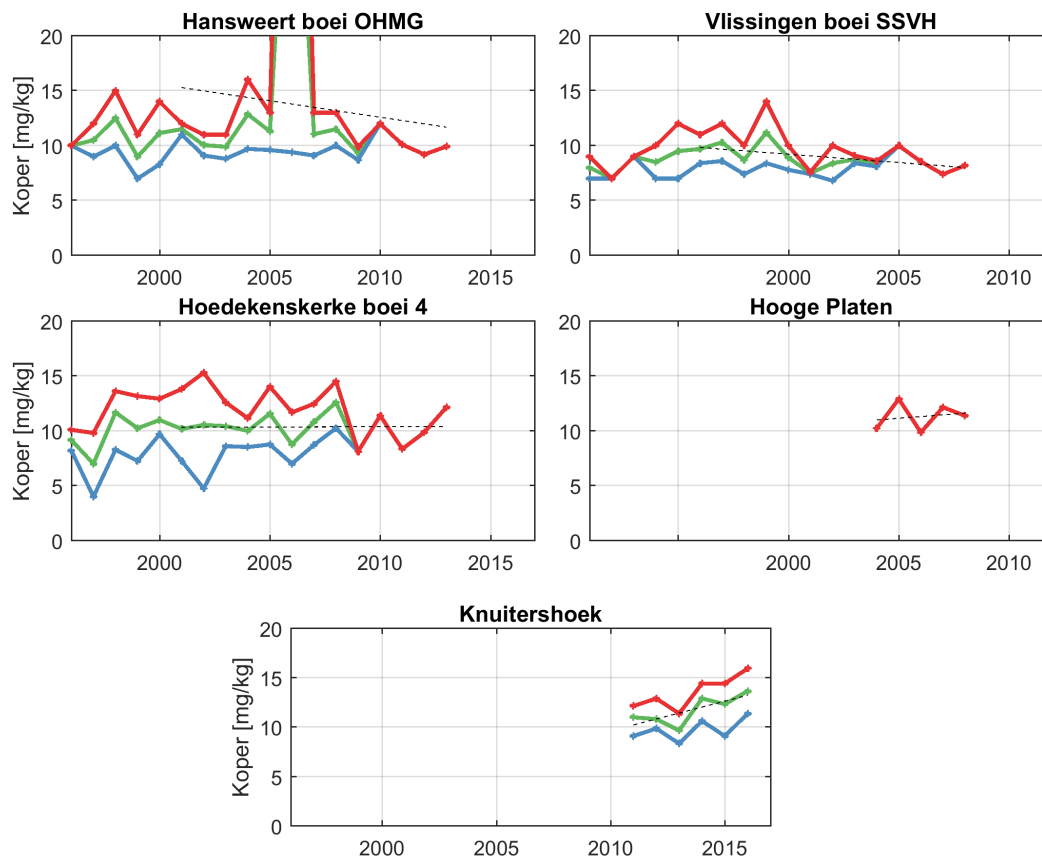 Hansweert boei OHMG
Koper [mg/kg]
20
15
10
5
0
2000 2005 2010 2015
Vlissingen boei SSVH
20
15
10
5
0
2000 2005 2010
Hoedekenskerke boei 4
Koper [mg/kg]
20
15
10
5
0
2000 2005 2010 2015
Hooge Platen
20
15
10
5
0
2000 2005 2010
Knuitershoek
Koper [mg/kg]
20
15
10
5
0
2000 2005 2010 2015